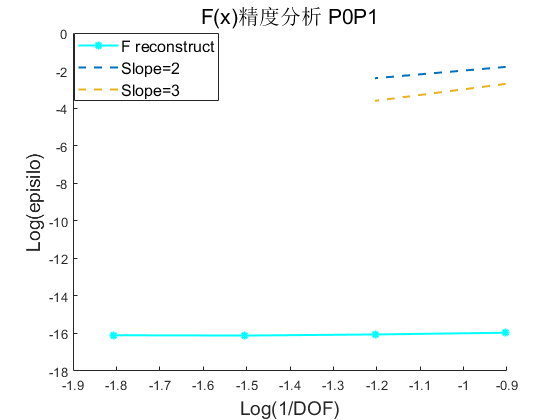 F(x)精度分析 P0P1
F reconstruct
Slope=2
Slope=3
0
-2
-4
-6
-8
-10
-12
-14
-16
-18
Log(episilo)
-1.9 -1.8 -1.7 -1.6 -1.5 -1.4 -1.3 -1.2 -1.1 -1 -0.9
Log(1/DOF)